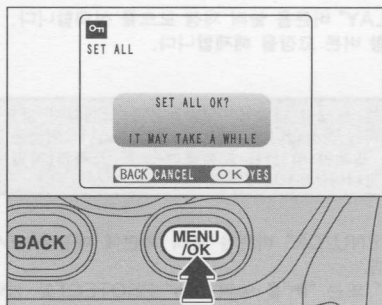 SET ALL
SET ALL OK?
IT MAY TAKE A WHILE
BACK CANCEL OK YES
BACK
MENU
/OK